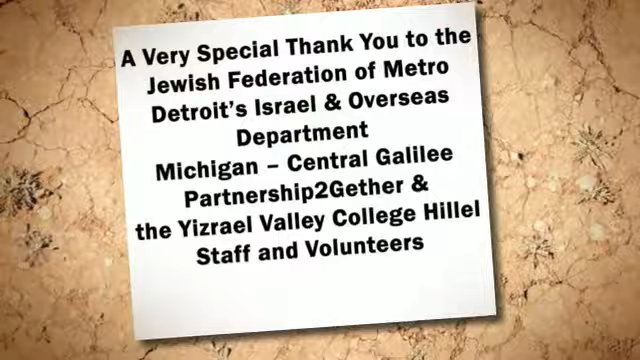 A Very Special Thank You to the
Jewish Federation of Metro
Detroit's Israel & Overseas
Department
Michigan – Central Galilee
Partnership2Gether &
the Yizrael Valley College Hillel
Staff and Volunteers